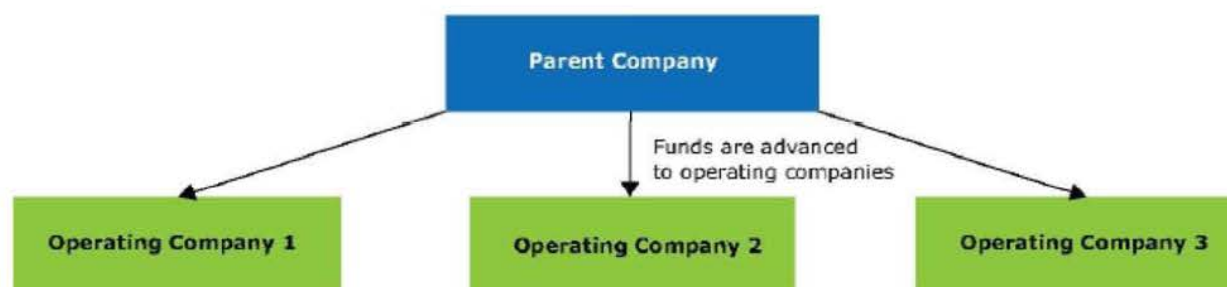 Parent Company
Funds are advanced
to operating companies
Operating Company 1
Operating Company 2
Operating Company 3